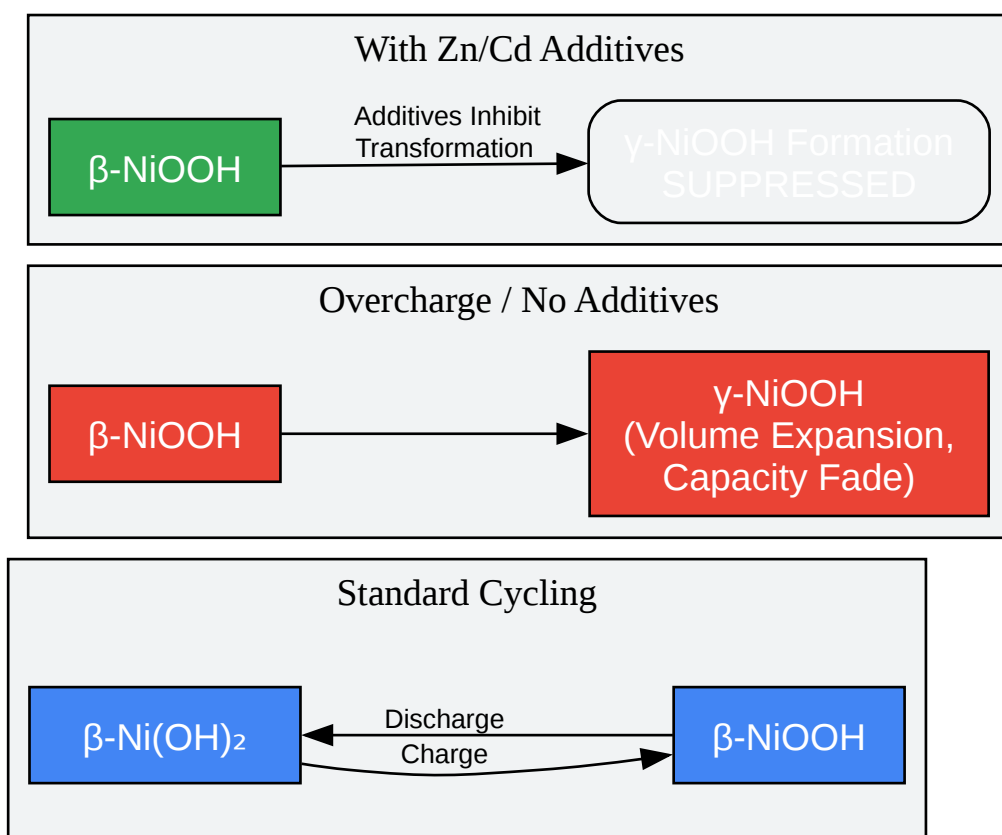 With Zn/Cd Additives
β-NiOOH
Additives Inhibit
Transformation
γ-NiOOH Formation
SUPPRESSED
Overcharge / No Additives
β-NiOOH
γ-NiOOH
(Volume Expansion,
Capacity Fade)
Standard Cycling
β-Ni(OH)₂
Discharge
Charge
β-NiOOH